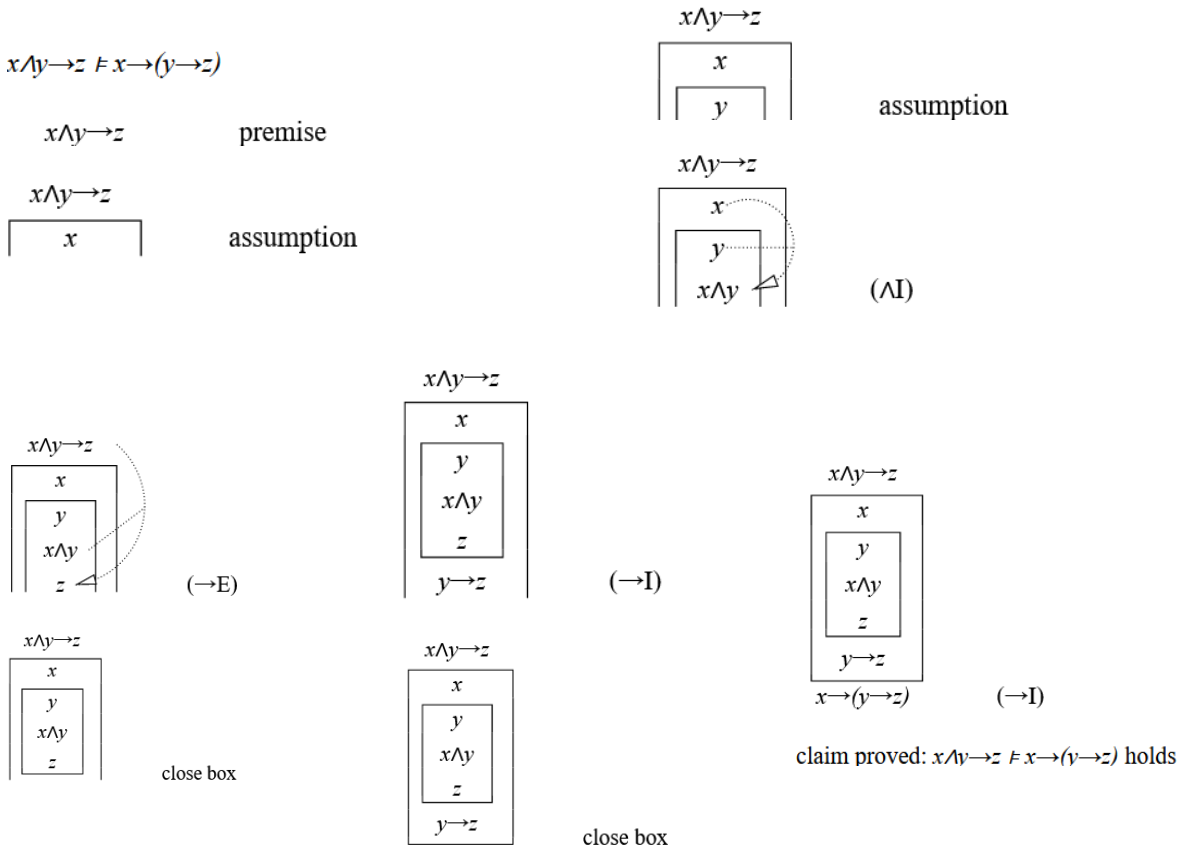 x∧y→z ⊧ x→(y→z)
x∧y→z premise
x∧y→z
x assumption
x∧y→z
x
y assumption
x∧y→z
x
y
x∧y (∧I)
x∧y→z
x
y
x∧y
z (→E)
x∧y→z
x
y
x∧y
z
close box
x∧y→z
x
y
x∧y
z
y→z (→I)
x∧y→z
x
y
x∧y
z
y→z
close box
x∧y→z
x
y
x∧y
z
y→z
x→(y→z) (→I)
claim proved: x∧y→z ⊧ x→(y→z) holds